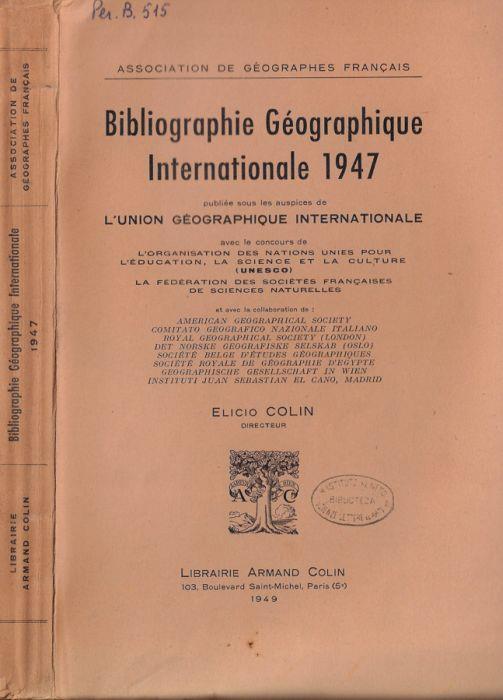 Per. B. 515
ASSOCIATION DE GÉOGRAPHES FRANÇAIS
Bibliographie Géographique
Internationale 1947
publiée sous les auspices de
L'UNION GÉOGRAPHIQUE INTERNATIONALE
avec le concours de
L'ORGANISATION DES NATIONS UNIES POUR
L'ÉDUCATION, LA SCIENCE ET LA CULTURE
(UNESCO)
LA FÉDÉRATION DES SOCIÉTÉS FRANÇAISES
DE SCIENCES NATURELLES
et avec la collaboration de :
AMERICAN GEOGRAPHICAL SOCIETY
COMITATO GEOGRAFICO NAZIONALE ITALIANO
ROYAL GEOGRAPHICAL SOCIETY (LONDON)
DET NORSKE GEOGRAFISKE SELSKAB (OSLO)
SOCIÉTÉ BELGE D'ÉTUDES GÉOGRAPHIQUES
SOCIÉTÉ ROYALE DE GÉOGRAPHIE D'ÉGYPTE
GEOGRAPHISCHE GESELLSCHAFT IN WIEN
INSTITUTI JUAN SEBASTIAN EL CANO, MADRID
ELICIO COLIN
DIRECTEUR
A C
BIBLIOTECA
LIBRAIRIE ARMAND COLIN
103, Boulevard Saint-Michel, Paris (5e)
1949
ASSOCIATION DE
GÉOGRAPHES FRANÇAIS
Bibliographie Géographique Internationale
1947
LIBRAIRIE
ARMAND COLIN